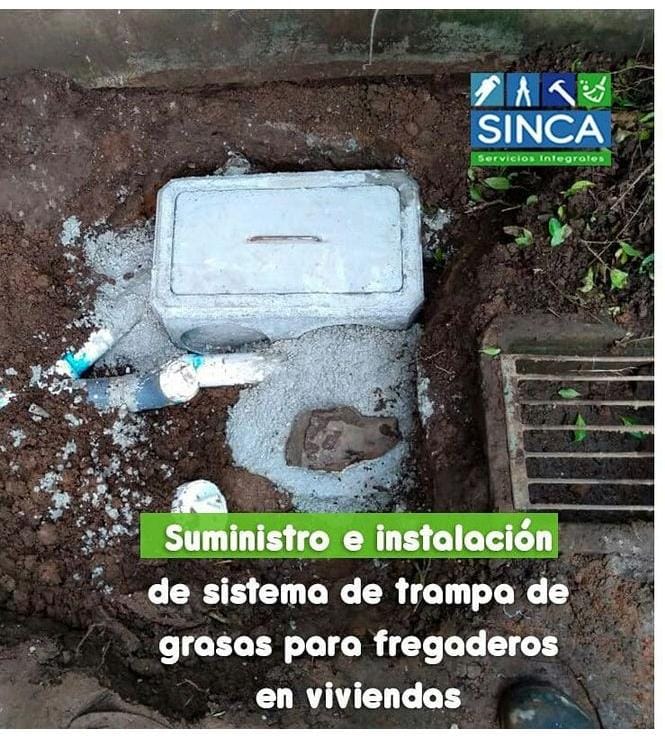 SINCA
Servicios Integrales
Suministro e instalación
de sistema de trampa de
grasas para fregaderos
en viviendas